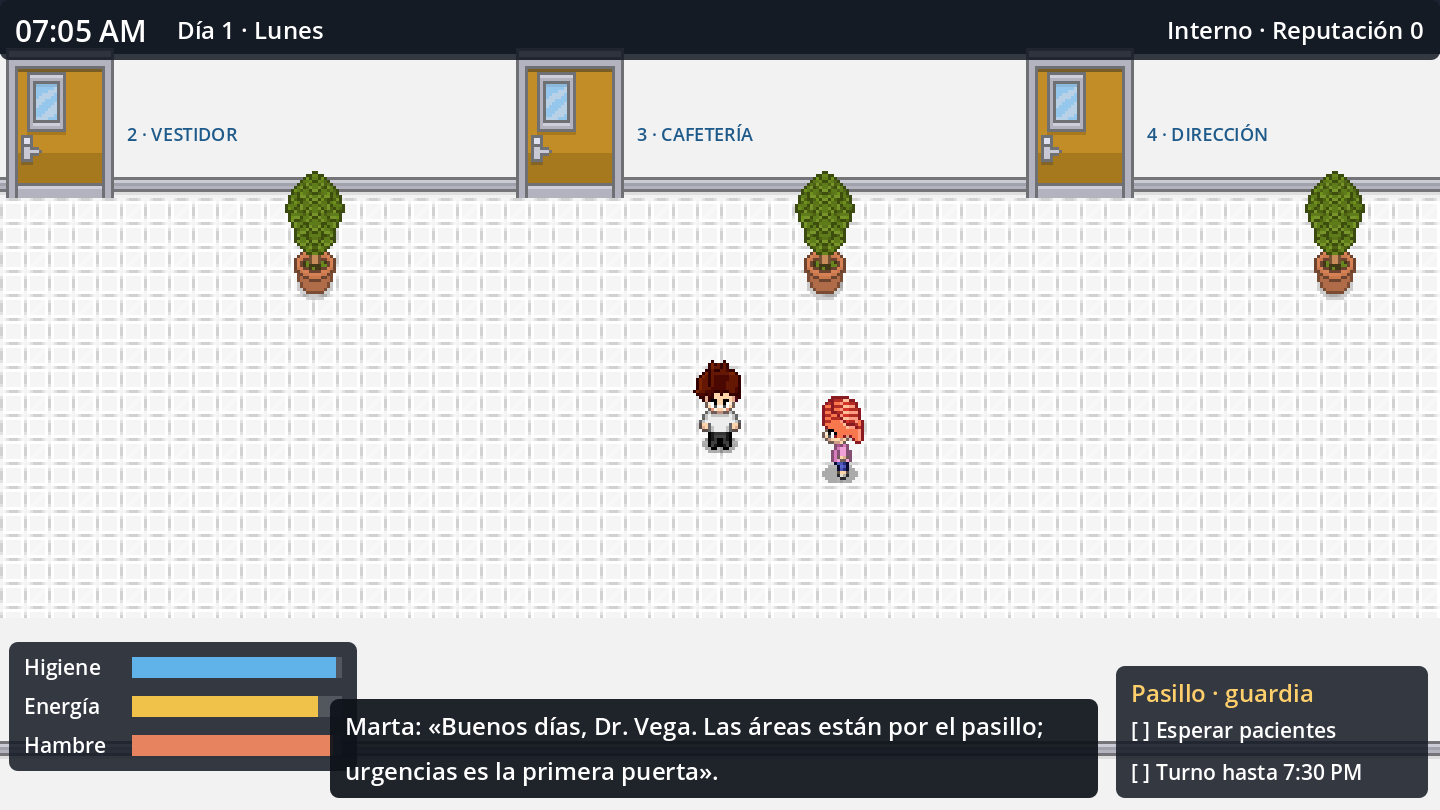 07:05 AM Día 1 · Lunes Interno · Reputación 0
2 · VESTIDOR
3 · CAFETERÍA
4 · DIRECCIÓN
Higiene
Energía
Hambre
Marta: «Buenos días, Dr. Vega. Las áreas están por el pasillo;
urgencias es la primera puerta».
Pasillo · guardia
[ ] Esperar pacientes
[ ] Turno hasta 7:30 PM